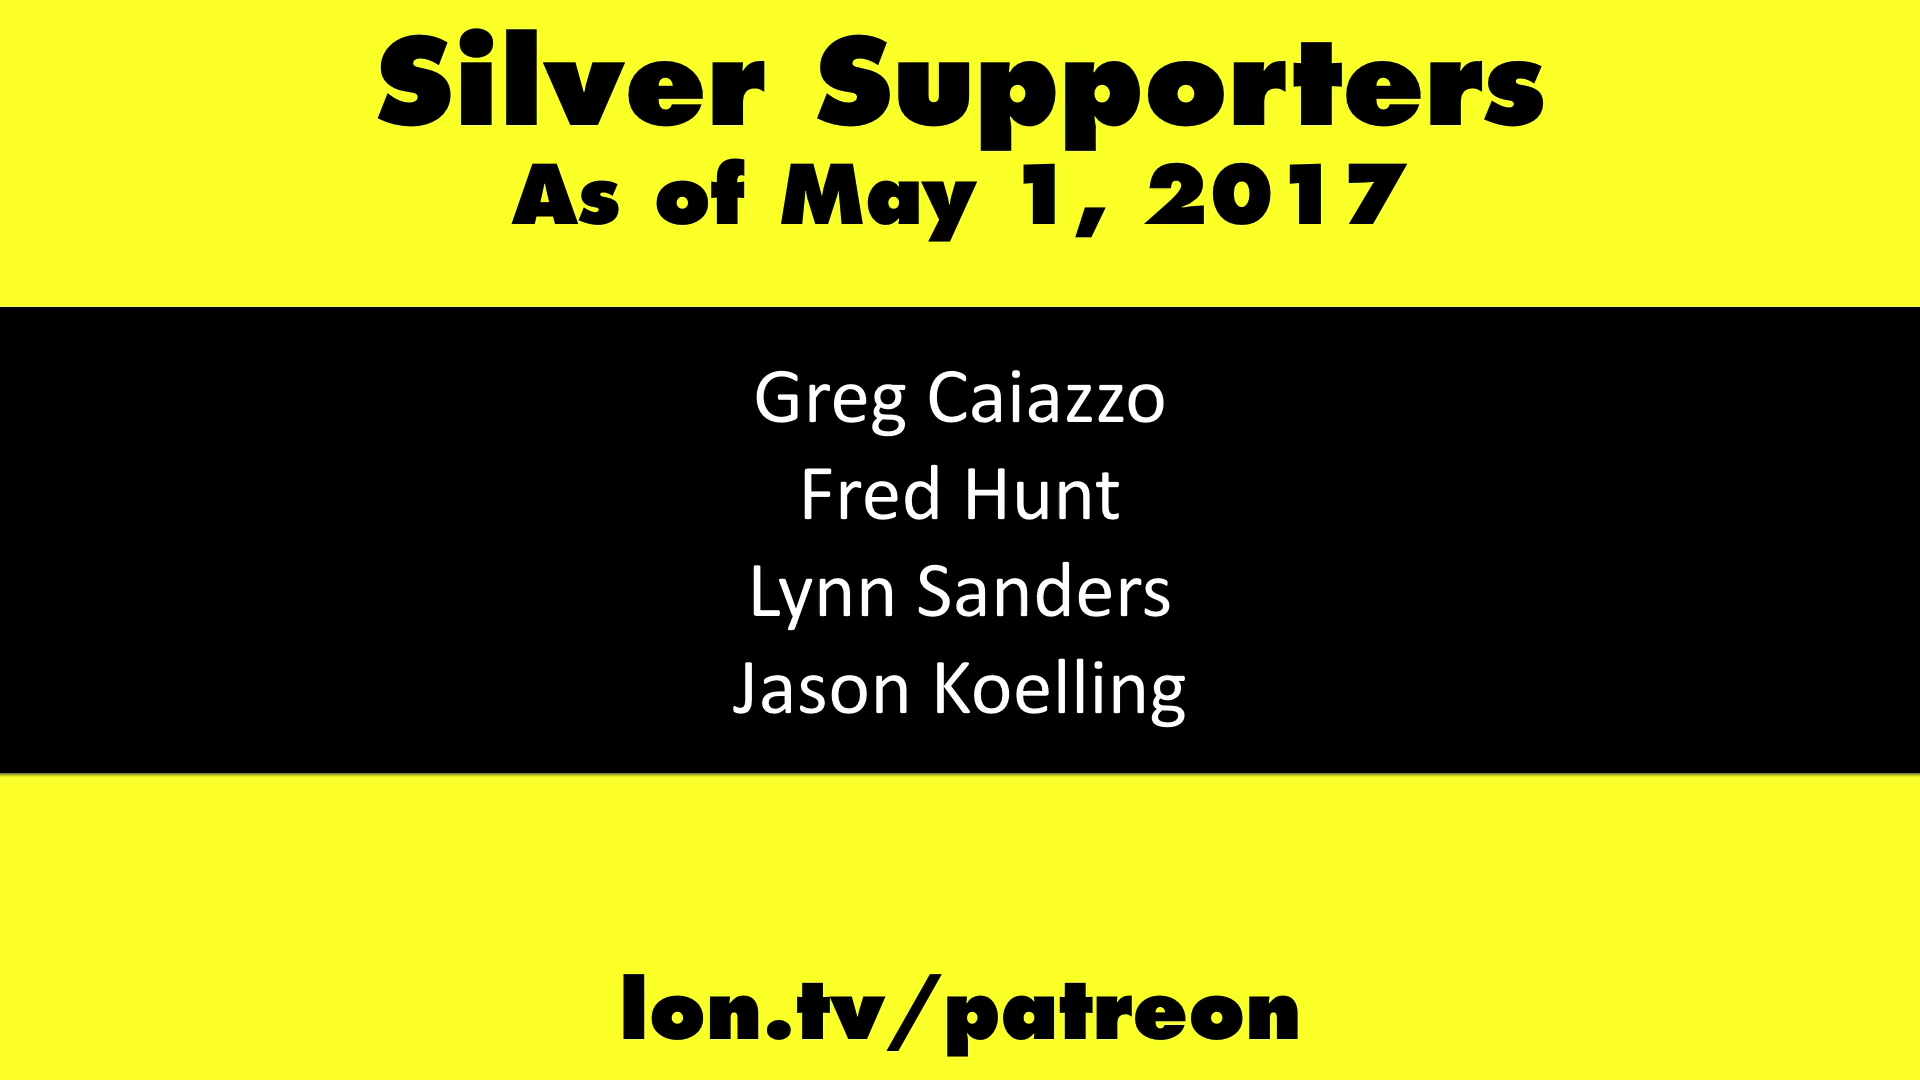 Silver Supporters
As of May 1, 2017
Greg Caiazzo
Fred Hunt
Lynn Sanders
Jason Koelling
lon.tv/patreon